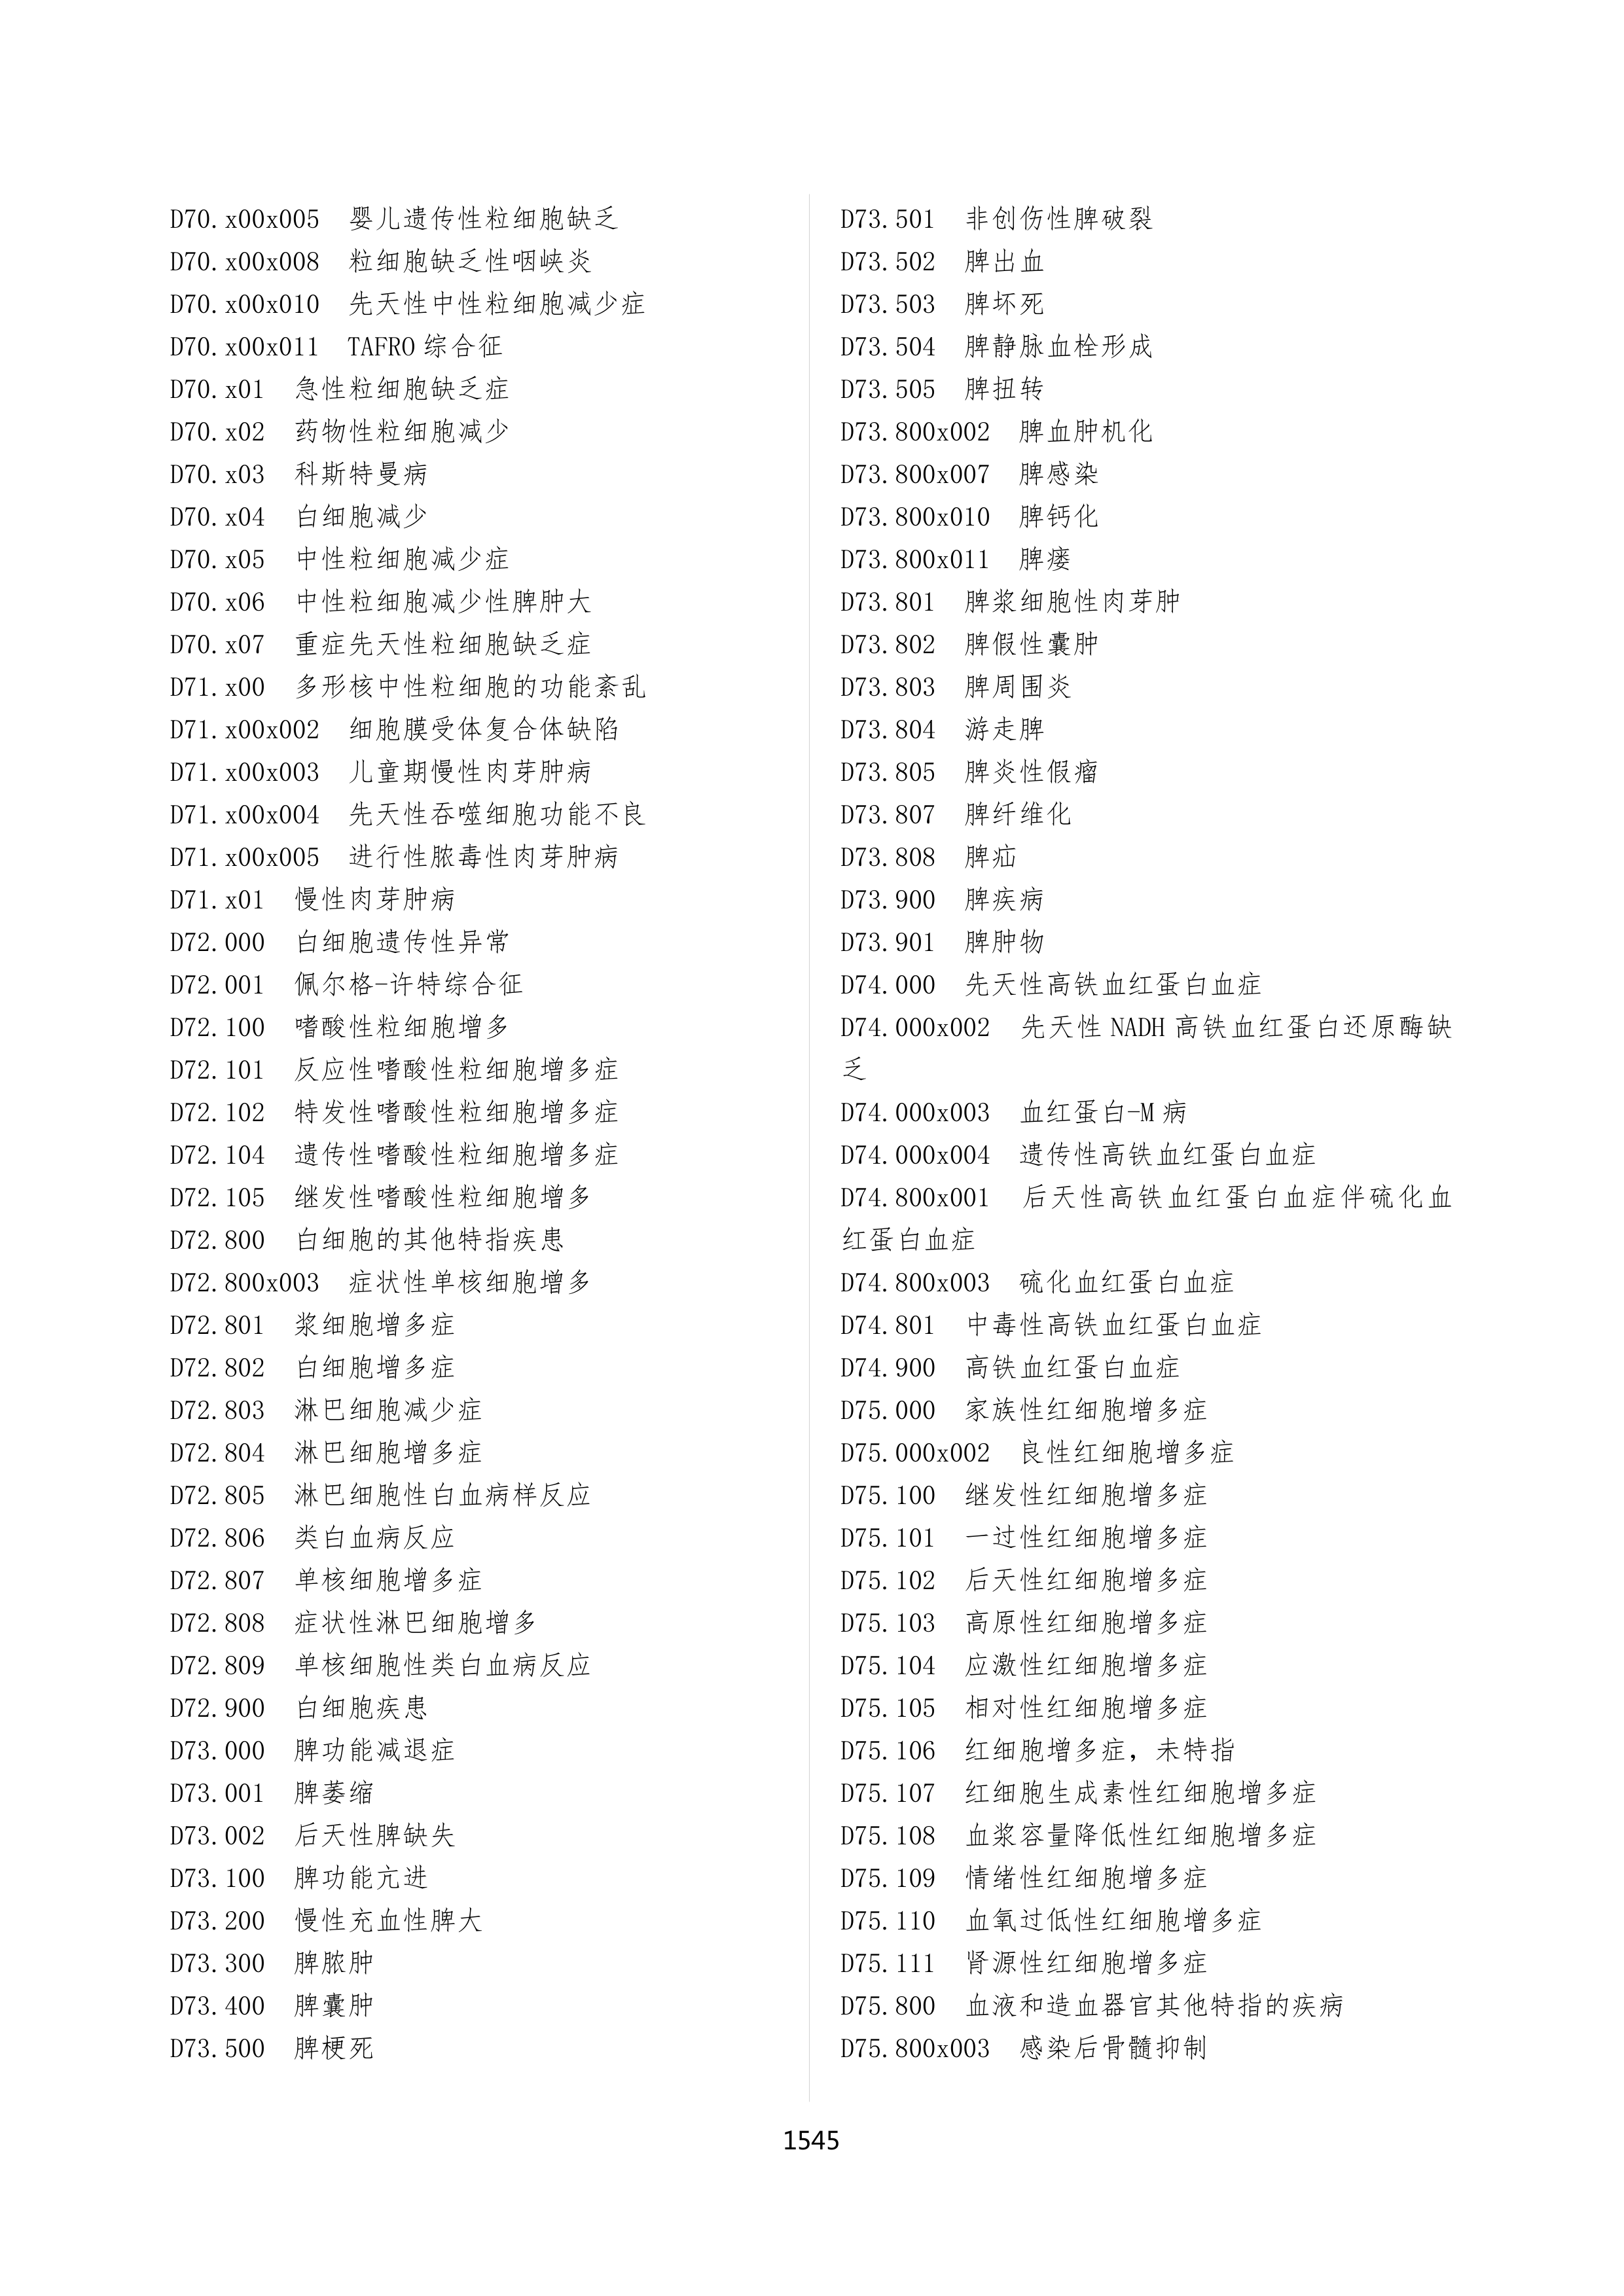 D70.x00x005 婴儿遗传性粒细胞缺乏
D70.x00x008 粒细胞缺乏性咽峡炎
D70.x00x010 先天性中性粒细胞减少症
D70.x00x011 TAFRO 综合征
D70.x01 急性粒细胞缺乏症
D70.x02 药物性粒细胞减少
D70.x03 科斯特曼病
D70.x04 白细胞减少
D70.x05 中性粒细胞减少症
D70.x06 中性粒细胞减少性脾肿大
D70.x07 重症先天性粒细胞缺乏症
D71.x00 多形核中性粒细胞的功能紊乱
D71.x00x002 细胞膜受体复合体缺陷
D71.x00x003 儿童期慢性肉芽肿病
D71.x00x004 先天性吞噬细胞功能不良
D71.x00x005 进行性脓毒性肉芽肿病
D71.x01 慢性肉芽肿病
D72.000 白细胞遗传性异常
D72.001 佩尔格-许特综合征
D72.100 嗜酸性粒细胞增多
D72.101 反应性嗜酸性粒细胞增多症
D72.102 特发性嗜酸性粒细胞增多症
D72.104 遗传性嗜酸性粒细胞增多症
D72.105 继发性嗜酸性粒细胞增多
D72.800 白细胞的其他特指疾患
D72.800x003 症状性单核细胞增多
D72.801 浆细胞增多症
D72.802 白细胞增多症
D72.803 淋巴细胞减少症
D72.804 淋巴细胞增多症
D72.805 淋巴细胞性白血病样反应
D72.806 类白血病反应
D72.807 单核细胞增多症
D72.808 症状性淋巴细胞增多
D72.809 单核细胞性类白血病反应
D72.900 白细胞疾患
D73.000 脾功能减退症
D73.001 脾萎缩
D73.002 后天性脾缺失
D73.100 脾功能亢进
D73.200 慢性充血性脾大
D73.300 脾脓肿
D73.400 脾囊肿
D73.500 脾梗死
D73.501 非创伤性脾破裂
D73.502 脾出血
D73.503 脾坏死
D73.504 脾静脉血栓形成
D73.505 脾扭转
D73.800x002 脾血肿机化
D73.800x007 脾感染
D73.800x010 脾钙化
D73.800x011 脾瘘
D73.801 脾浆细胞性肉芽肿
D73.802 脾假性囊肿
D73.803 脾周围炎
D73.804 游走脾
D73.805 脾炎性假瘤
D73.807 脾纤维化
D73.808 脾疝
D73.900 脾疾病
D73.901 脾肿物
D74.000 先天性高铁血红蛋白血症
D74.000x002 先天性 NADH 高铁血红蛋白还原酶缺
乏
D74.000x003 血红蛋白-M 病
D74.000x004 遗传性高铁血红蛋白血症
D74.800x001 后天性高铁血红蛋白血症伴硫化血
红蛋白血症
D74.800x003 硫化血红蛋白血症
D74.801 中毒性高铁血红蛋白血症
D74.900 高铁血红蛋白血症
D75.000 家族性红细胞增多症
D75.000x002 良性红细胞增多症
D75.100 继发性红细胞增多症
D75.101 一过性红细胞增多症
D75.102 后天性红细胞增多症
D75.103 高原性红细胞增多症
D75.104 应激性红细胞增多症
D75.105 相对性红细胞增多症
D75.106 红细胞增多症，未特指
D75.107 红细胞生成素性红细胞增多症
D75.108 血浆容量降低性红细胞增多症
D75.109 情绪性红细胞增多症
D75.110 血氧过低性红细胞增多症
D75.111 肾源性红细胞增多症
D75.800 血液和造血器官其他特指的疾病
D75.800x003 感染后骨髓抑制
1545